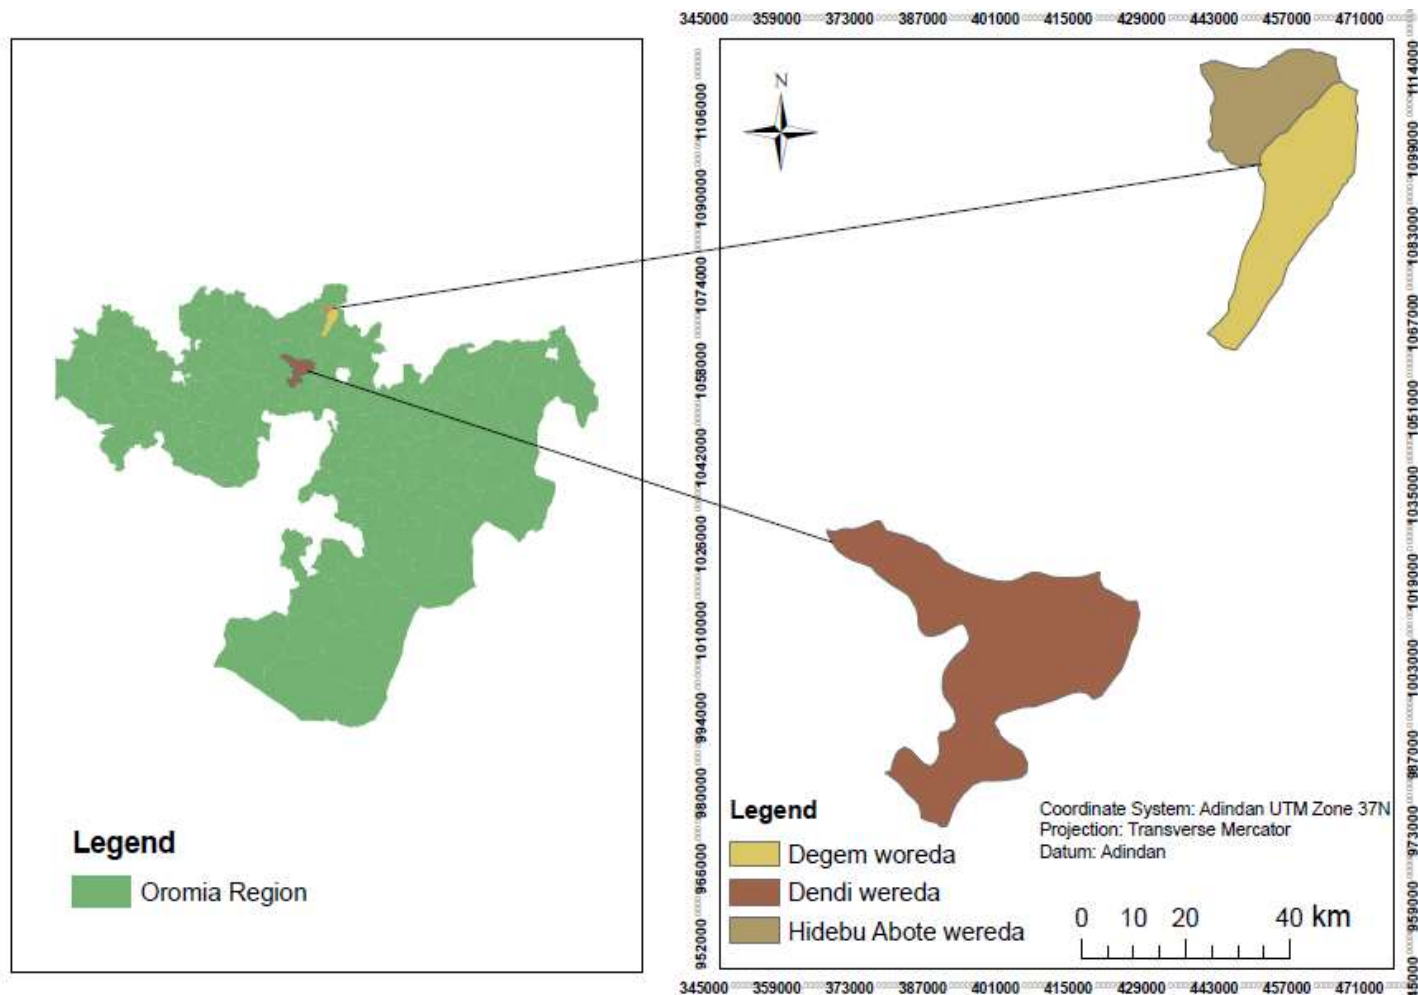 345000 359000 373000 387000 401000 415000 429000 443000 457000 471000
N
1106000
1090000
1074000
1058000
1042000
1026000
1010000
994000
980000
966000
952000
1114000
1099000
1083000
1067000
1051000
1035000
1019000
1003000
987000
973000
959000
Legend
Oromia Region
Legend
Degem woreda
Dendi wereda
Hidebu Abote wereda
Coordinate System: Adindan UTM Zone 37N
Projection: Transverse Mercator
Datum: Adindan
0 10 20 40 km
345000 359000 373000 387000 401000 415000 429000 443000 457000 471000